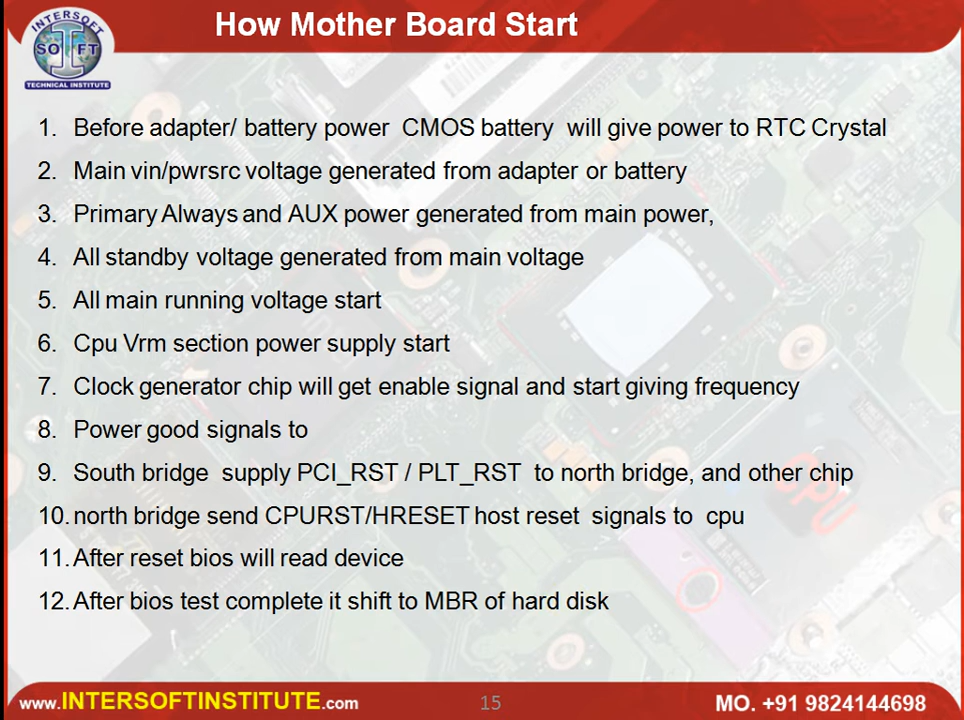 How Mother Board Start
INTERSOFT
SOFT
TECHNICAL INSTITUTE
1. Before adapter/ battery power CMOS battery will give power to RTC Crystal
2. Main vin/pwrsrc voltage generated from adapter or battery
3. Primary Always and AUX power generated from main power,
4. All standby voltage generated from main voltage
5. All main running voltage start
6. Cpu Vrm section power supply start
7. Clock generator chip will get enable signal and start giving frequency
8. Power good signals to
9. South bridge supply PCI_RST / PLT_RST to north bridge, and other chip
10. north bridge send CPURST/HRESET host reset signals to cpu
11. After reset bios will read device
12. After bios test complete it shift to MBR of hard disk
CPU
www.INTERSOFTINSTITUTE.com
15
MO. +91 9824144698